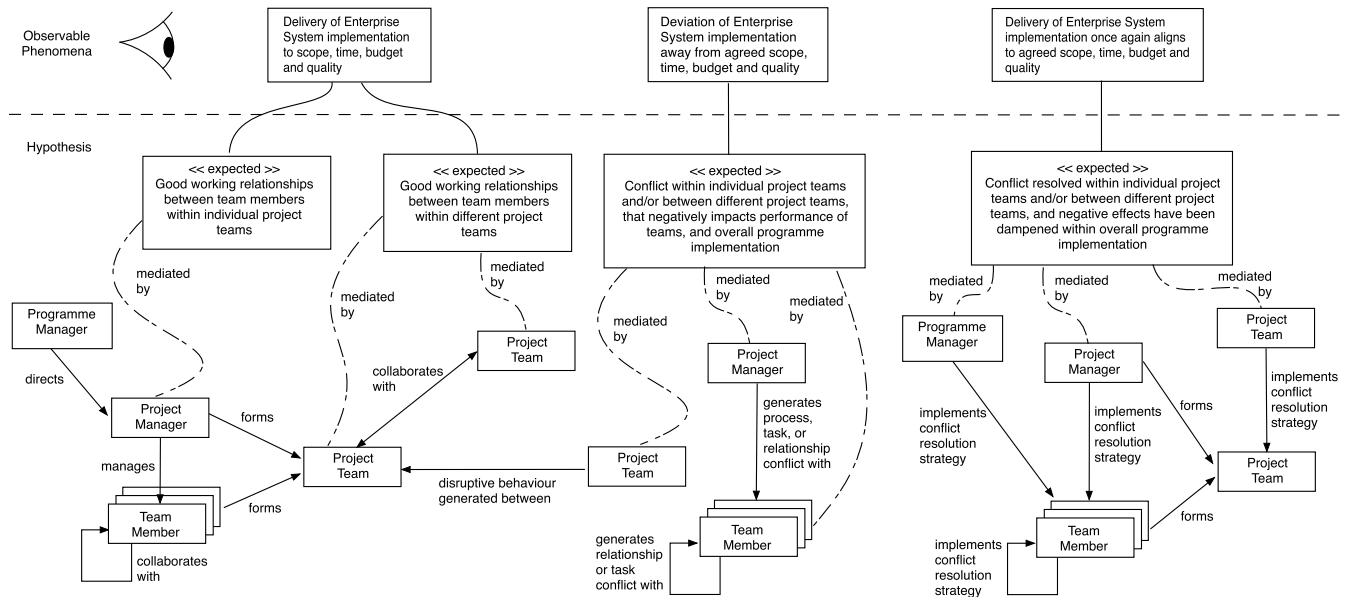 Observable
Phenomena
Delivery of Enterprise
System implementation
to scope, time, budget
and quality
Deviation of Enterprise
System implementation
away from agreed scope,
time, budget and quality
Delivery of Enterprise System
implementation once again aligns
to agreed scope, time, budget and
quality
Hypothesis
<< expected >>
Good working relationships
between team members
within individual project
teams
<< expected >>
Good working relationships
between team members
within different project
teams
<< expected >>
Conflict within individual project teams
and/or between different project teams,
that negatively impacts performance of
teams, and overall programme
implementation
<< expected >>
Conflict resolved within individual project
teams and/or between different project
teams, and negative effects have been
dampened within overall programme
implementation
mediated
by
mediated
by
mediated
by
Programme
Manager
directs
Project
Manager
manages
Team
Member
collaborates
with
forms
forms
Project
Team
collaborates
with
Project
Team
disruptive behaviour
generated between
mediated
by
mediated
by
mediated
by
Project
Team
Project
Manager
generates
process,
task, or
relationship
conflict with
Team
Member
generates
relationship
or task
conflict with
mediated
by
mediated
by
mediated
by
Programme
Manager
Project
Manager
Project
Team
implements
conflict
resolution
strategy
implements
conflict
resolution
strategy
forms
implements
conflict
resolution
strategy
Project
Team
forms
Team
Member
implements
conflict
resolution
strategy